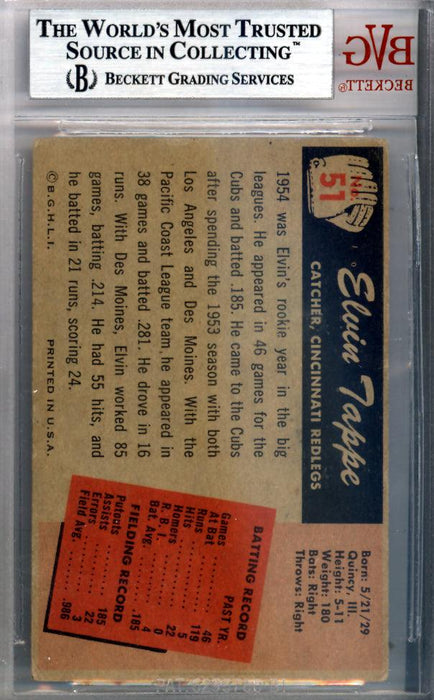 THE WORLD'S MOST TRUSTED
SOURCE IN COLLECTING™
B BECKETT GRADING SERVICES
BVG
BECKETT®
NO.
51
Elvin Tappe
CATCHER, CINCINNATI REDLEGS
Born: 5/21/29
Quincy, Ill.
Height: 5-11
Weight: 180
Bats: Right
Throws: Right
1954 was Elvin's rookie year in the big
leagues. He appeared in 46 games for the
Cubs and batted .185. He came to the Cubs
after spending the 1953 season with both
Los Angeles and Des Moines. With the
Pacific Coast League team, he appeared in
38 games and batted .281. He drove in 16
runs. With Des Moines, Elvin worked 85
games, batting .214. He had 55 hits, and
he batted in 21 runs, scoring 24.
BATTING RECORD
PAST YR.
Games 46
At Bat 119
Runs 5
Hits 22
Homers 0
R. B. I. 4
Bat. Avg. .185
FIELDING RECORD
Putouts 185
Assists 22
Errors 3
Field Avg. .986
©B.G.H.L.I. PRINTED IN U.S.A.